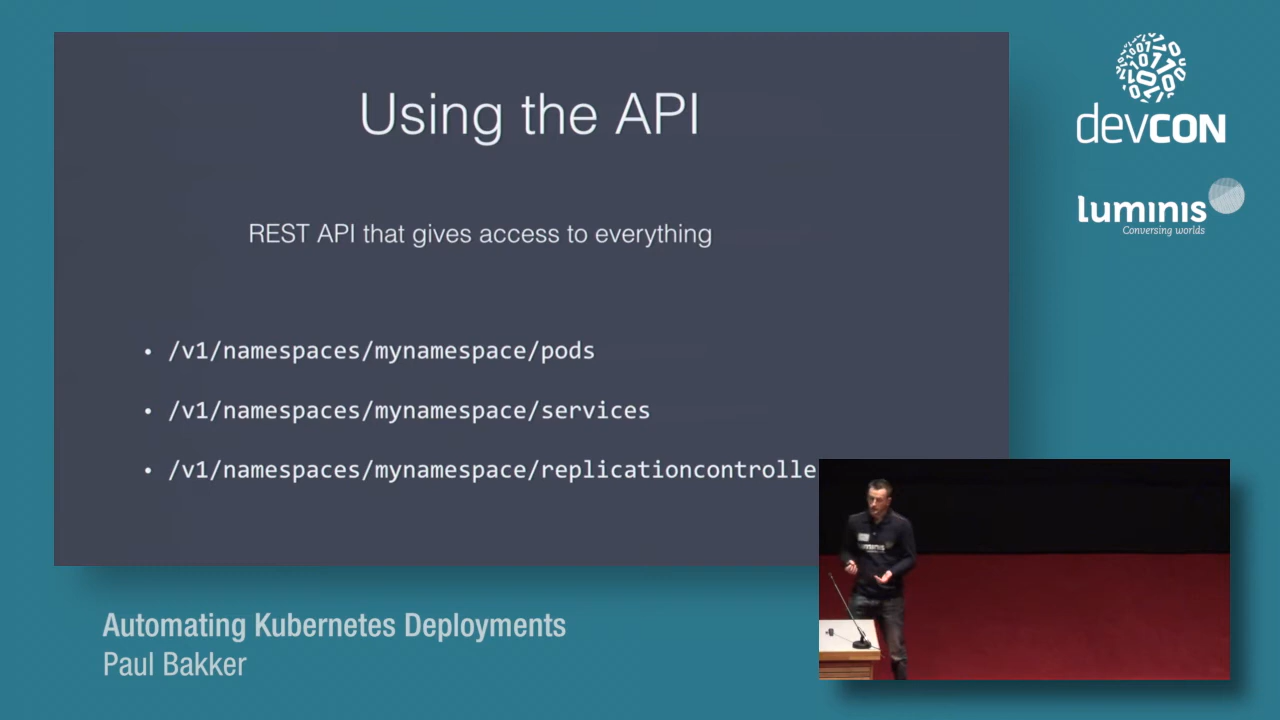 Using the API
REST API that gives access to everything
• /v1/namespaces/mynamespace/pods
• /v1/namespaces/mynamespace/services
• /v1/namespaces/mynamespace/replicationcontrolle
devCON
luminis
Conversing worlds
luminis
Automating Kubernetes Deployments
Paul Bakker